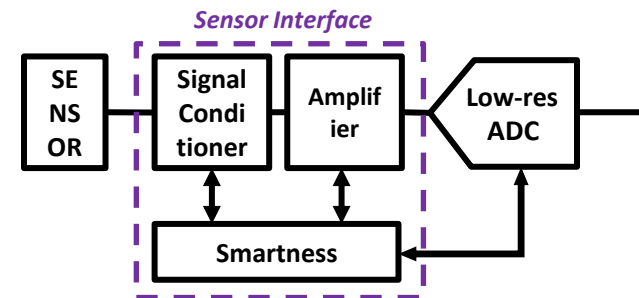 Sensor Interface
SE
NS
OR
Signal
Condi
tioner
Amplif
ier
Low-res
ADC
Smartness